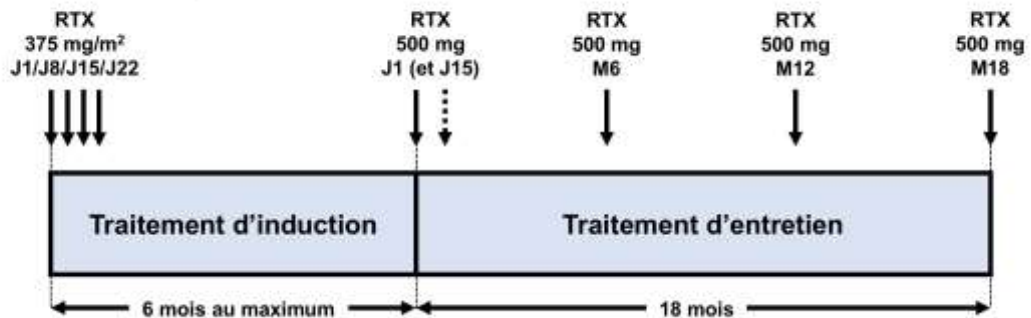 RTX
375 mg/m²
J1/J8/J15/J22
RTX
500 mg
J1 (et J15)
RTX
500 mg
M6
RTX
500 mg
M12
RTX
500 mg
M18
Traitement d'induction
Traitement d'entretien
6 mois au maximum
18 mois